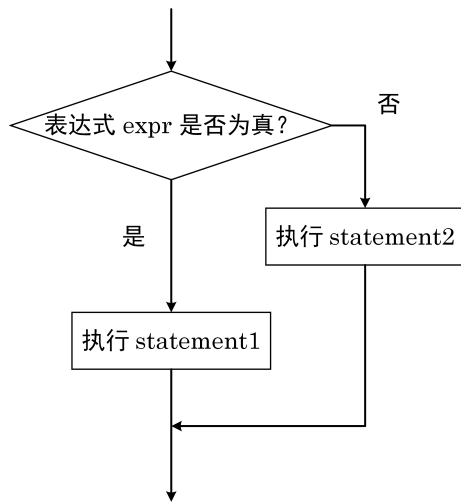 表达式 expr 是否为真?
否
是
执行 statement2
执行 statement1